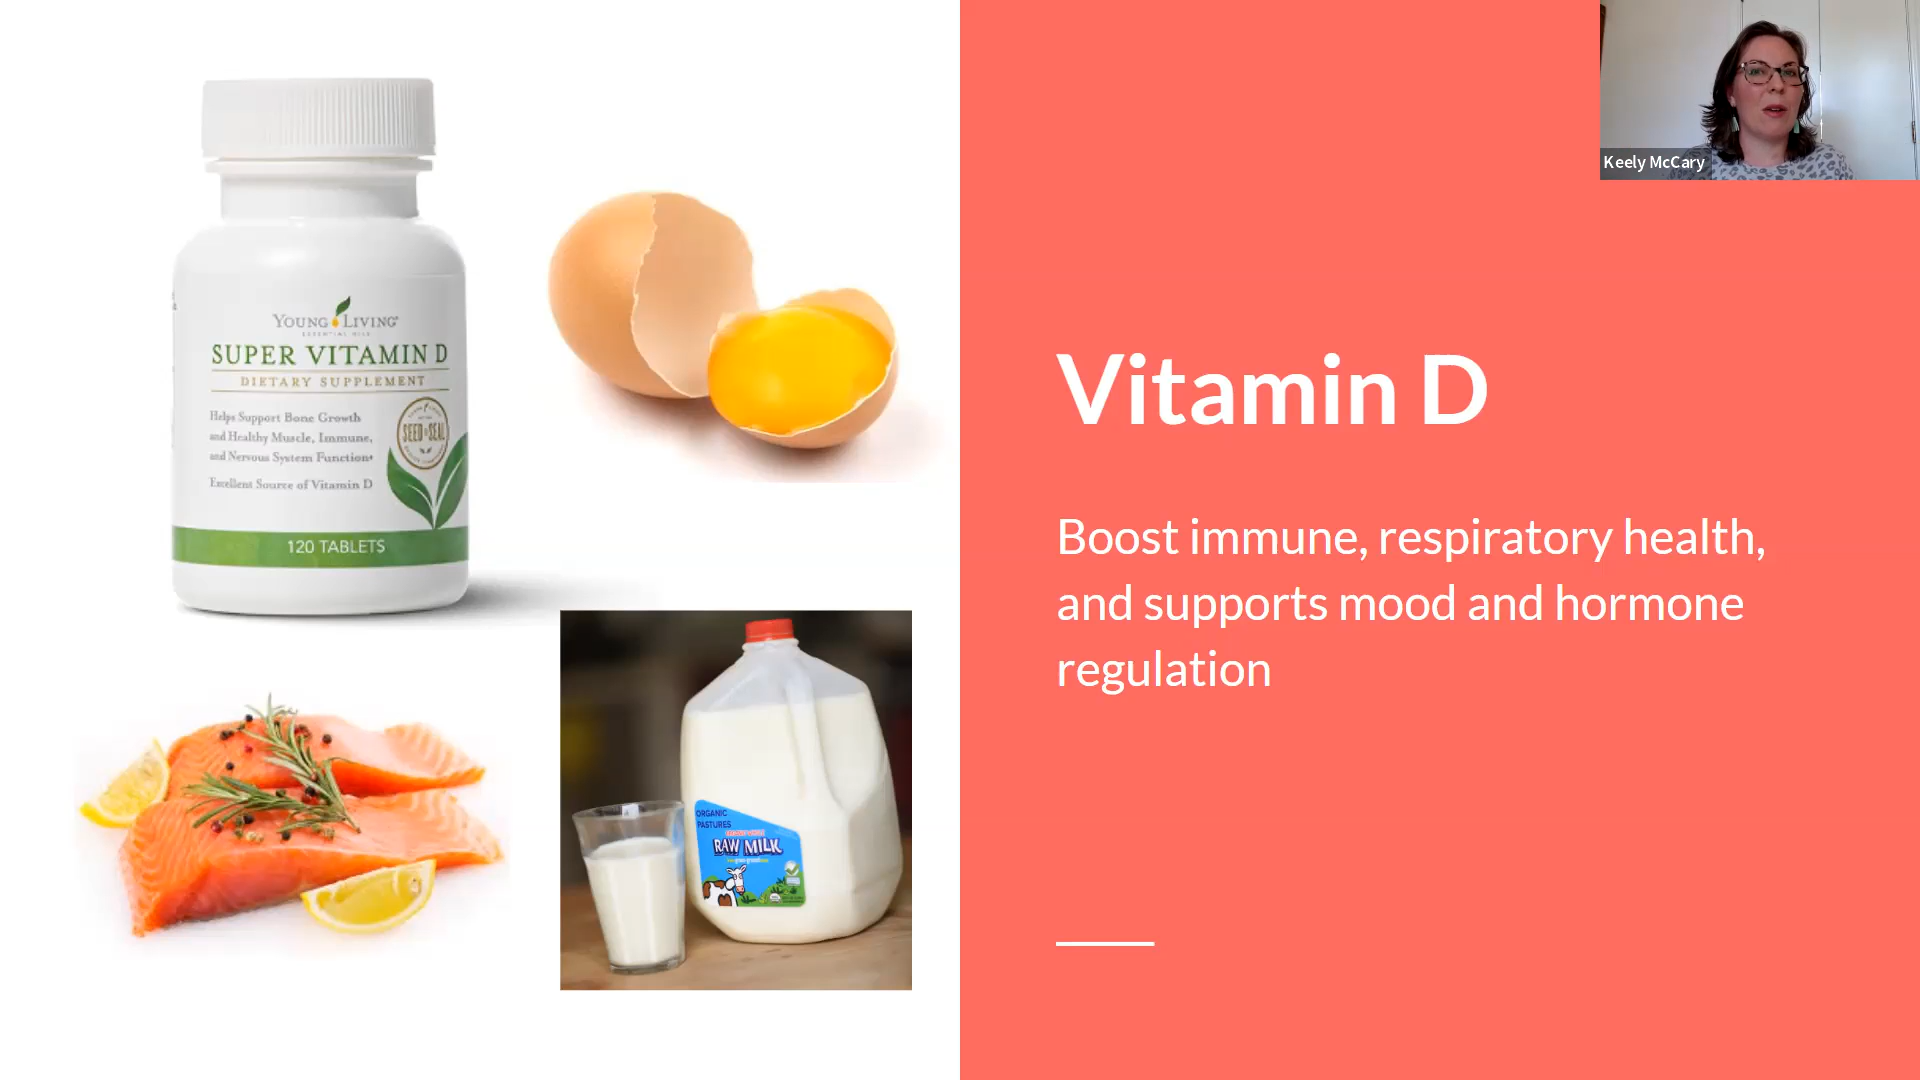 YOUNG LIVING
ESSENTIAL OILS
SUPER VITAMIN D
DIETARY SUPPLEMENT
Helps Support Bone Growth
and Healthy Muscle, Immune,
and Nervous System Function*
Excellent Source of Vitamin D
SEED TO SEAL
120 TABLETS
ORGANIC
PASTURES
RAW MILK
Keely McCary
Vitamin D
Boost immune, respiratory health,
and supports mood and hormone
regulation